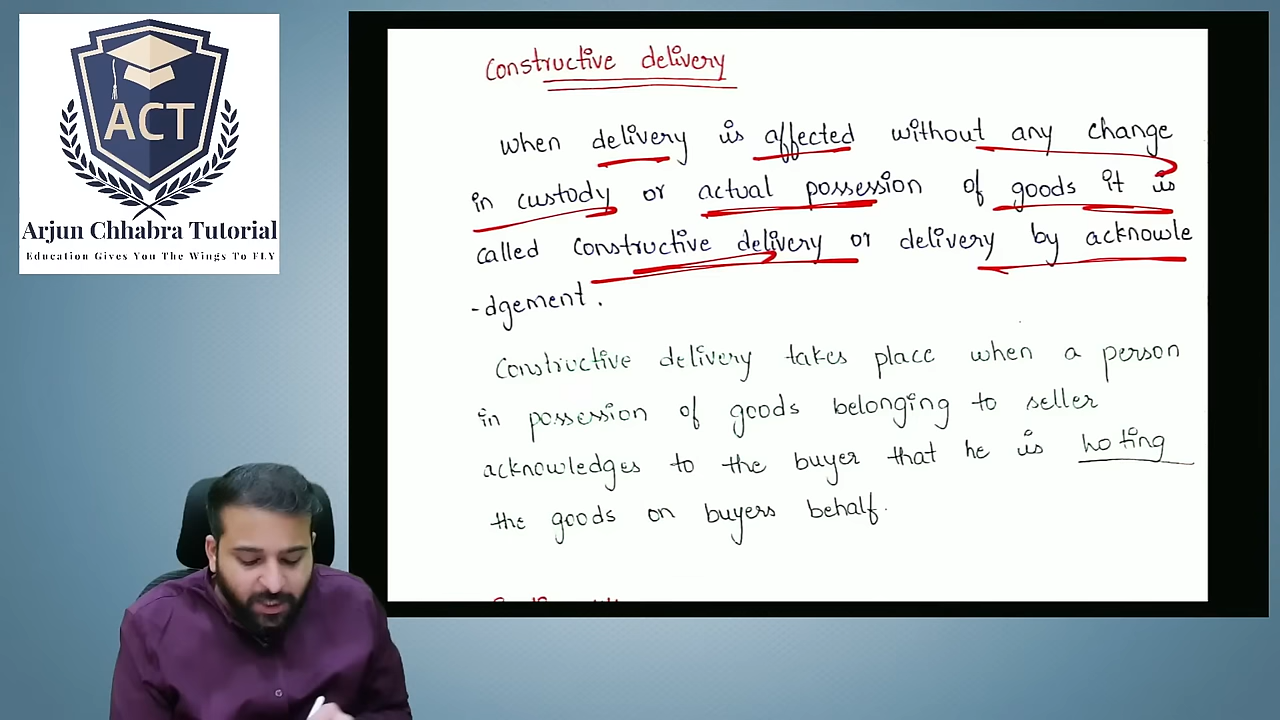 ACT
Arjun Chhabra Tutorial
Education Gives You The Wings To FLY
Constructive delivery
when delivery is affected without any change
in custody or actual possession of goods it is
called constructive delivery or delivery by acknowle
-dgement.
Constructive delivery takes place when a person
in possession of goods belonging to seller
acknowledges to the buyer that he is hoting
the goods on buyers behalf.